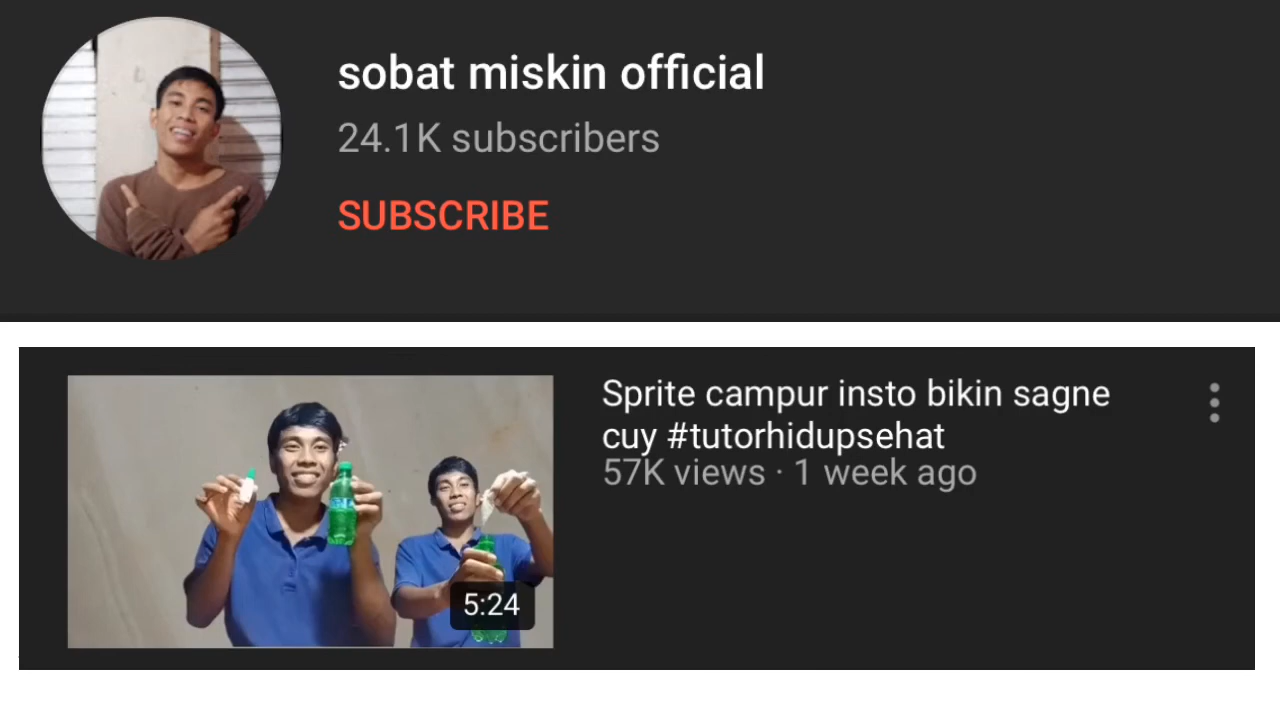 sobat miskin official
24.1K subscribers
SUBSCRIBE
Sprite campur insto bikin sagne
cuy #tutorhidupsehat
57K views · 1 week ago
5:24